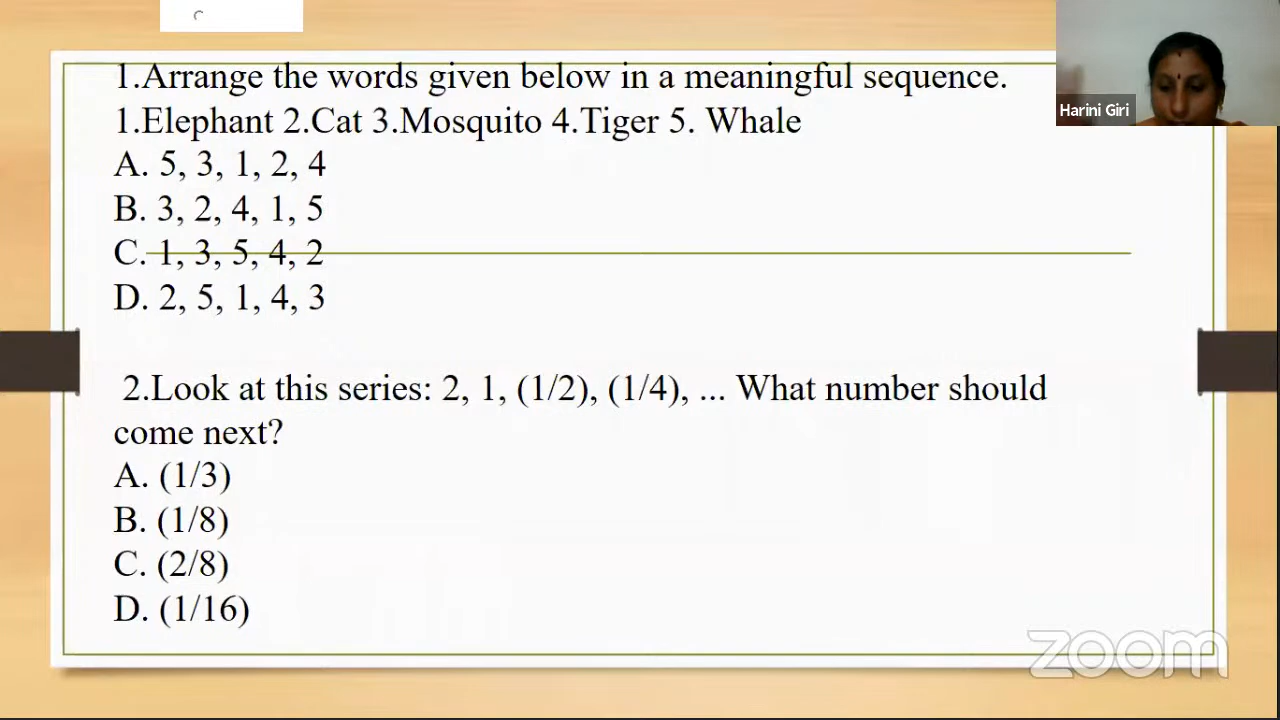 1.Arrange the words given below in a meaningful sequence.
1.Elephant 2.Cat 3.Mosquito 4.Tiger 5. Whale
A. 5, 3, 1, 2, 4
B. 3, 2, 4, 1, 5
C. 1, 3, 5, 4, 2
D. 2, 5, 1, 4, 3
2.Look at this series: 2, 1, (1/2), (1/4), ... What number should
come next?
A. (1/3)
B. (1/8)
C. (2/8)
D. (1/16)
Harini Giri
zoom